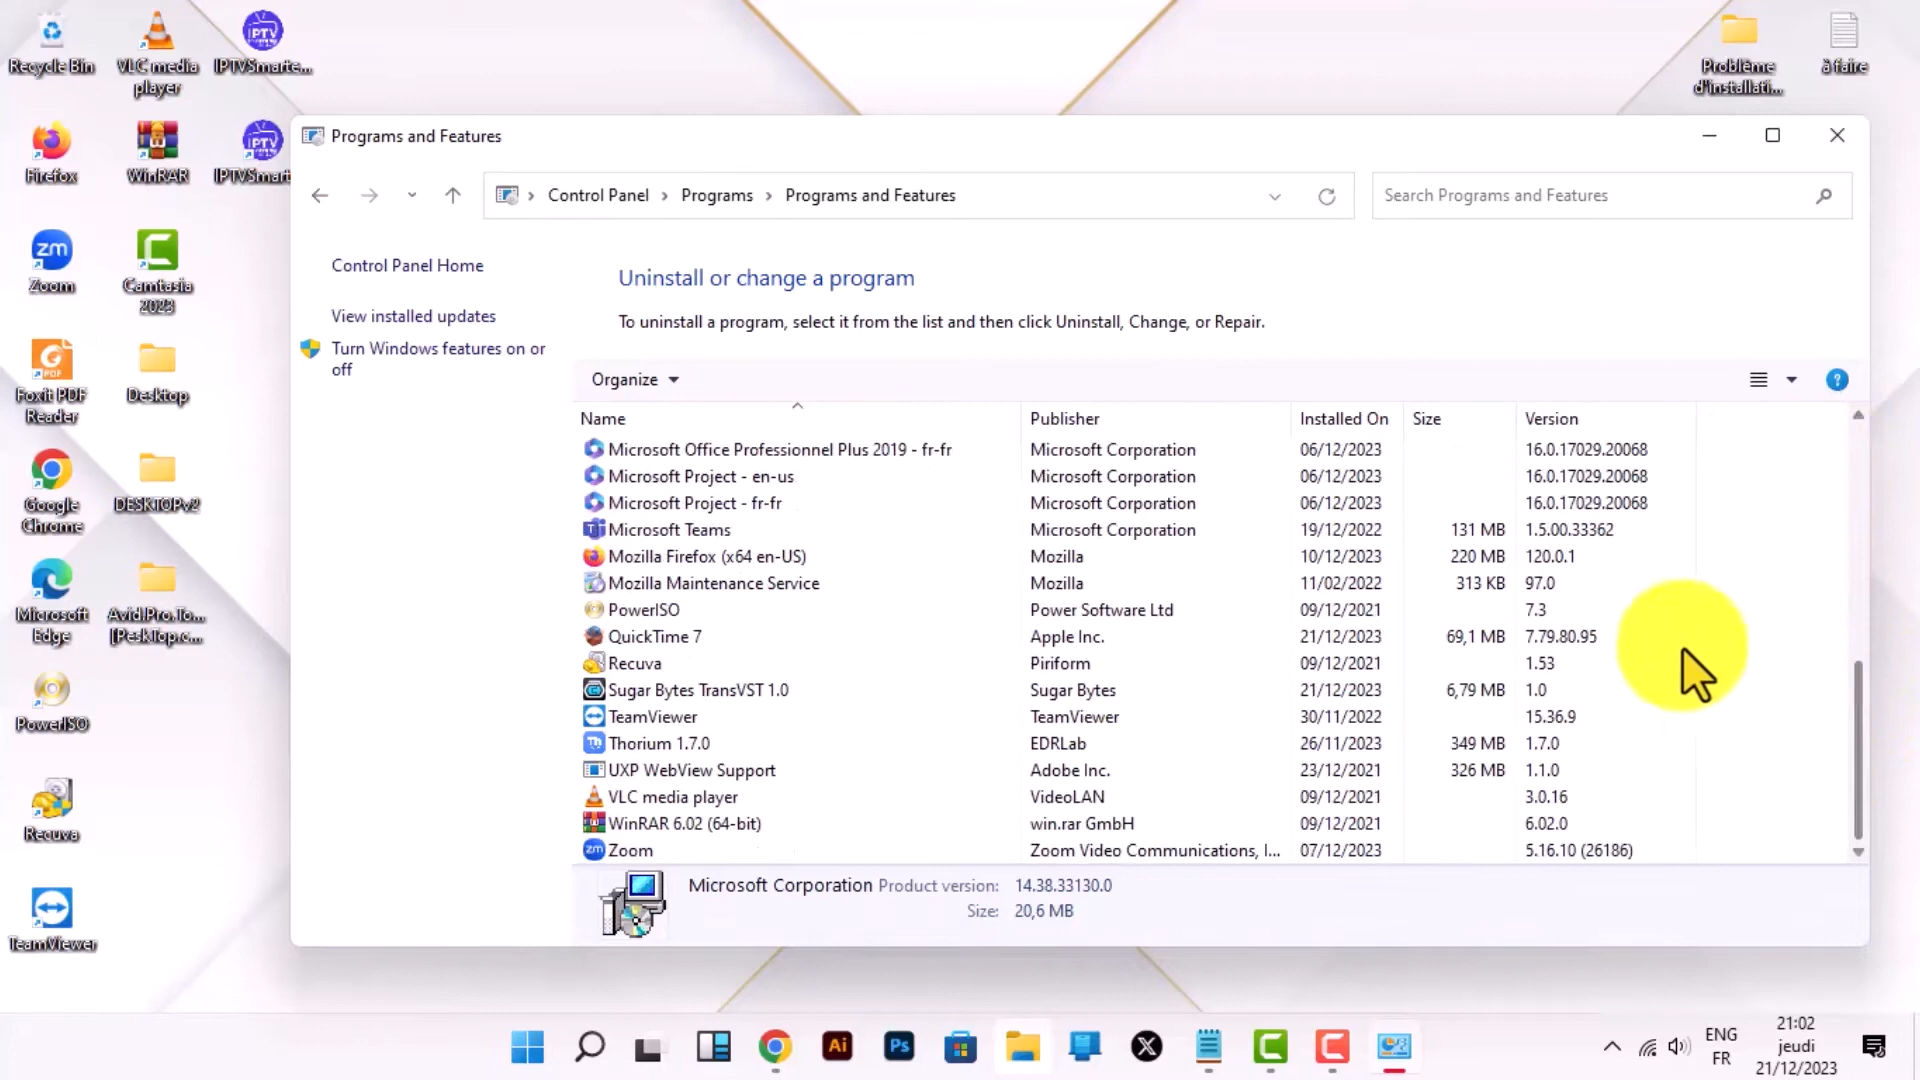 Recycle Bin
VLC media
player
IPTVSmarte...
Firefox
WinRAR
IPTVSmart
Zoom
Camtasia
2023
Foxit PDF
Reader
Desktop
Google
Chrome
DESKTOPv2
Microsoft
Edge
Avid.Pro.To...
[PeskTop.c...
PowerISO
Recuva
TeamViewer
Problème
d'installati...
à faire
Programs and Features
Control Panel
Programs
Programs and Features
Search Programs and Features
Control Panel Home
View installed updates
Turn Windows features on or
off
Uninstall or change a program
To uninstall a program, select it from the list and then click Uninstall, Change, or Repair.
Organize
Name Publisher Installed On Size Version
Microsoft Office Professionnel Plus 2019 - fr-fr Microsoft Corporation 06/12/2023 16.0.17029.20068
Microsoft Project - en-us Microsoft Corporation 06/12/2023 16.0.17029.20068
Microsoft Project - fr-fr Microsoft Corporation 06/12/2023 16.0.17029.20068
Microsoft Teams Microsoft Corporation 19/12/2022 131 MB 1.5.00.33362
Mozilla Firefox (x64 en-US) Mozilla 10/12/2023 220 MB 120.0.1
Mozilla Maintenance Service Mozilla 11/02/2022 313 KB 97.0
PowerISO Power Software Ltd 09/12/2021 7.3
QuickTime 7 Apple Inc. 21/12/2023 69,1 MB 7.79.80.95
Recuva Piriform 09/12/2021 1.53
Sugar Bytes TransVST 1.0 Sugar Bytes 21/12/2023 6,79 MB 1.0
TeamViewer TeamViewer 30/11/2022 15.36.9
Thorium 1.7.0 EDRLab 26/11/2023 349 MB 1.7.0
UXP WebView Support Adobe Inc. 23/12/2021 326 MB 1.1.0
VLC media player VideoLAN 09/12/2021 3.0.16
WinRAR 6.02 (64-bit) win.rar GmbH 09/12/2021 6.02.0
Zoom Zoom Video Communications, I... 07/12/2023 5.16.10 (26186)
Microsoft Corporation Product version: 14.38.33130.0
Size: 20,6 MB
Ai
Ps
ENG
FR
21:02
jeudi
21/12/2023